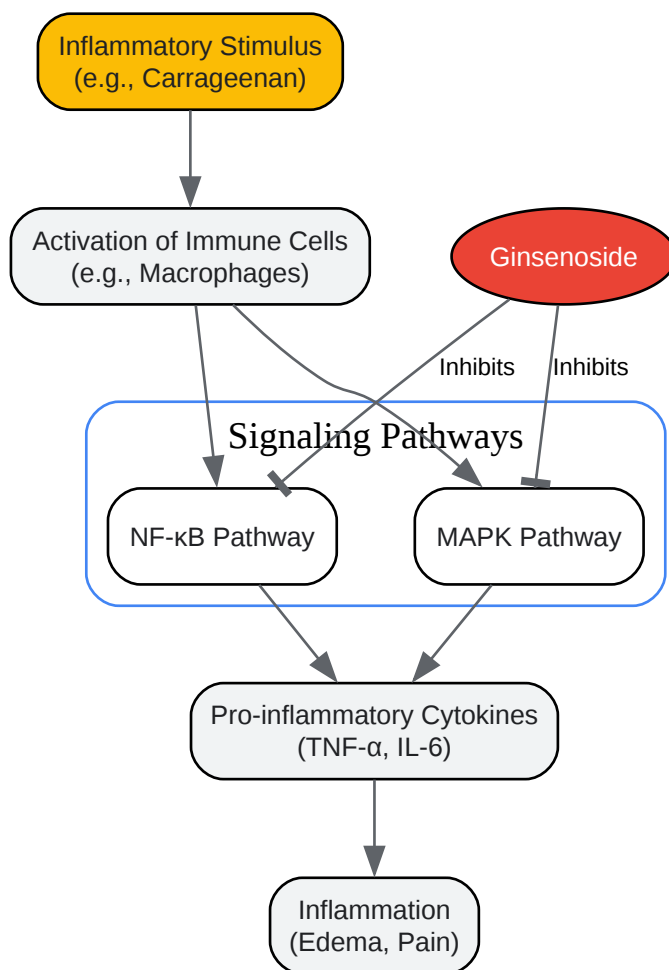 Inflammatory Stimulus
(e.g., Carrageenan)
Activation of Immune Cells
(e.g., Macrophages)
Ginsenoside
Inhibits
Inhibits
Signaling Pathways
NF-κB Pathway
MAPK Pathway
Pro-inflammatory Cytokines
(TNF-α, IL-6)
Inflammation
(Edema, Pain)